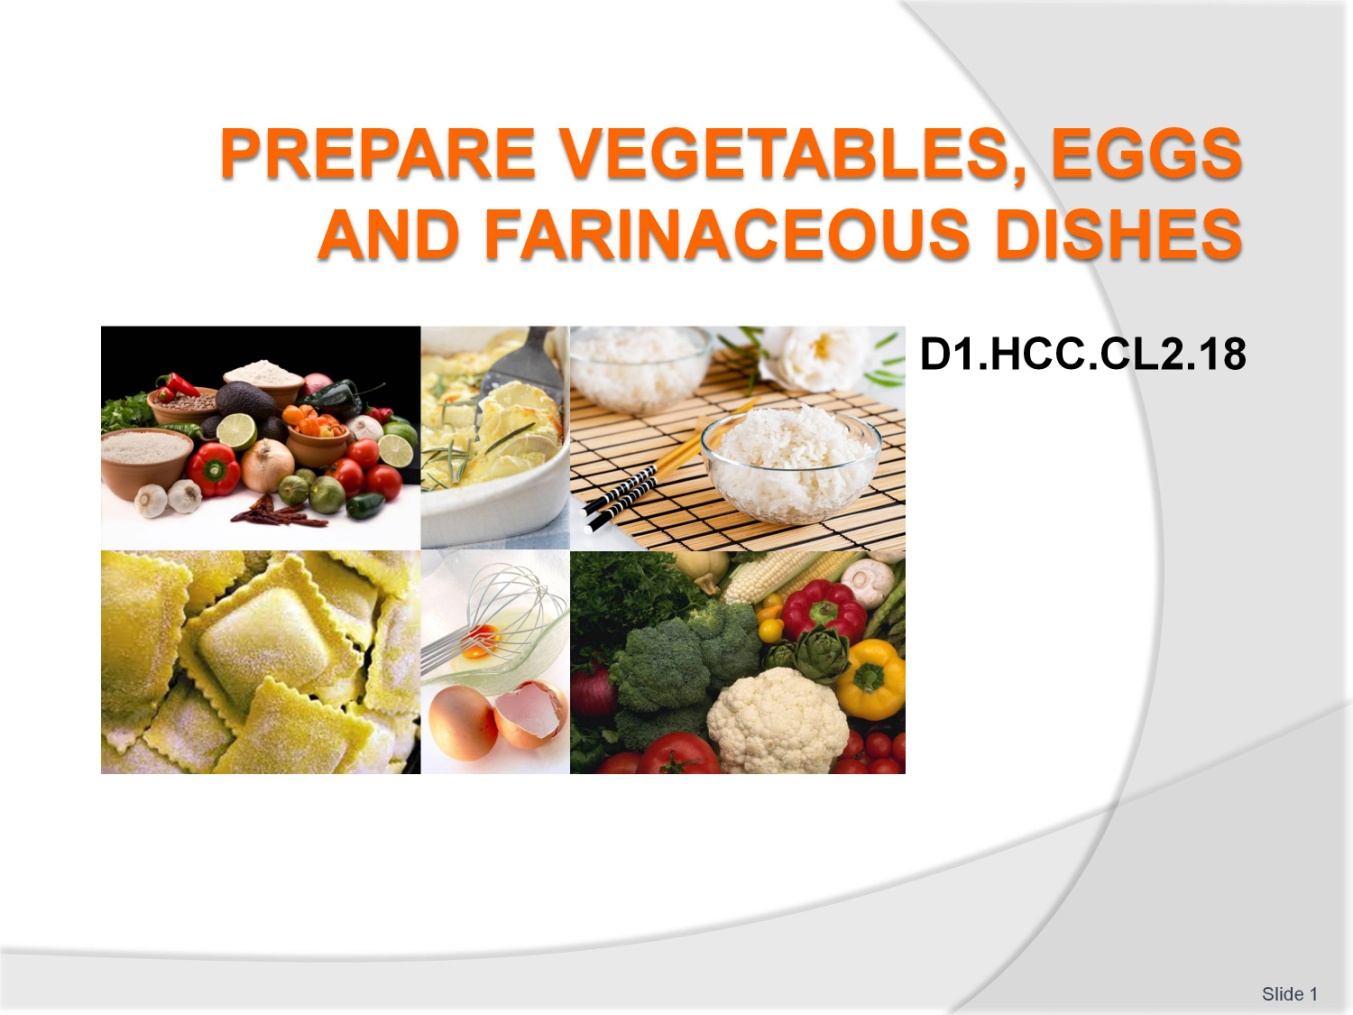 PREPARE VEGETABLES, EGGS
AND FARINACEOUS DISHES
D1.HCC.CL2.18
Slide 1